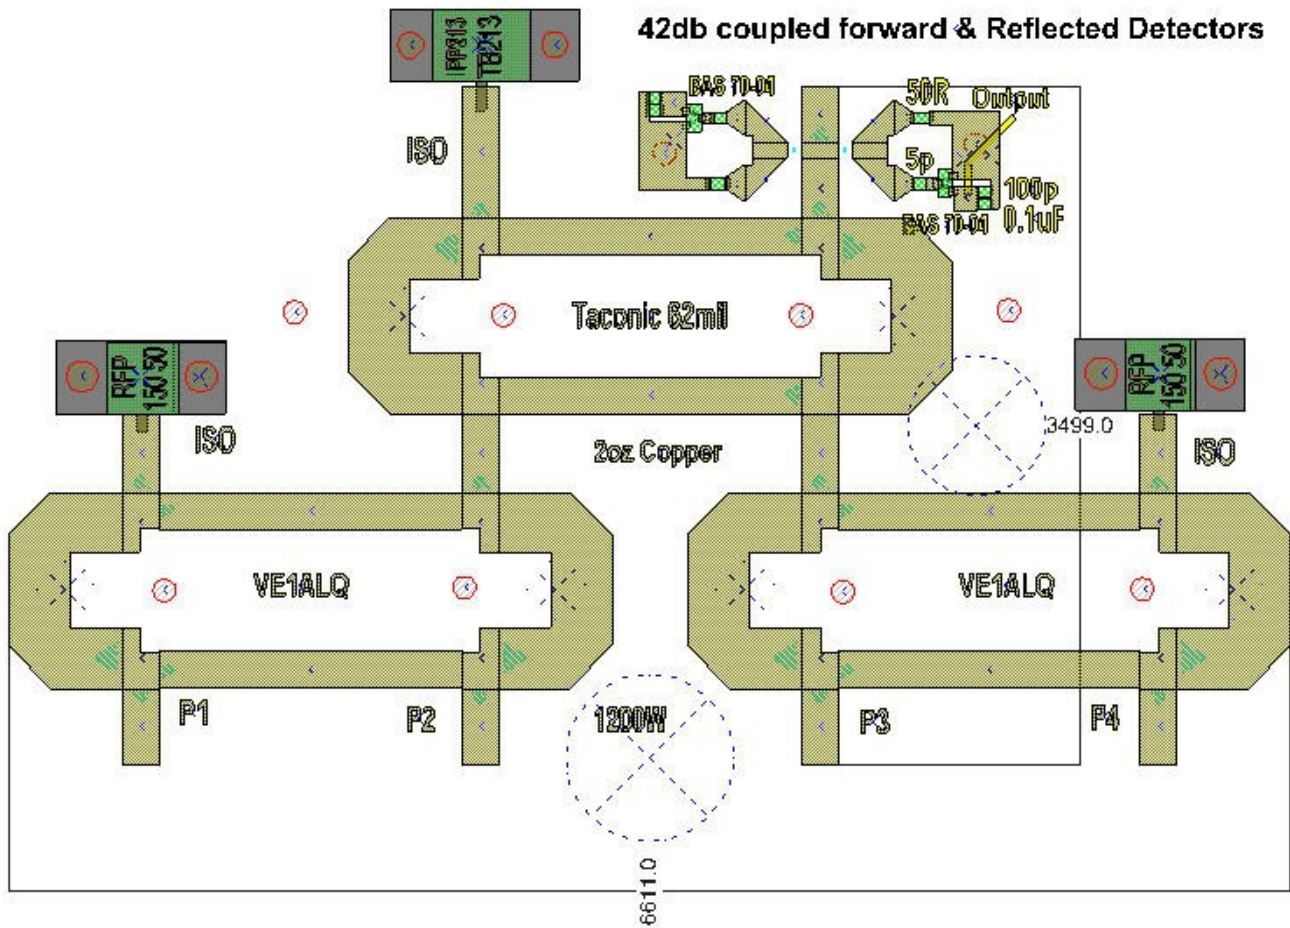 42db coupled forward & Reflected Detectors
IPP813
TB213
BAS 70-04
50R
Output
ISO
5p
100p
BAS 70-04
0.1uF
Taconic 62mil
RFP
150 50
RFP
150 50
3499.0
ISO
2oz Copper
ISO
VE1ALQ
VE1ALQ
P1
P2
1200W
P3
P4
6611.0